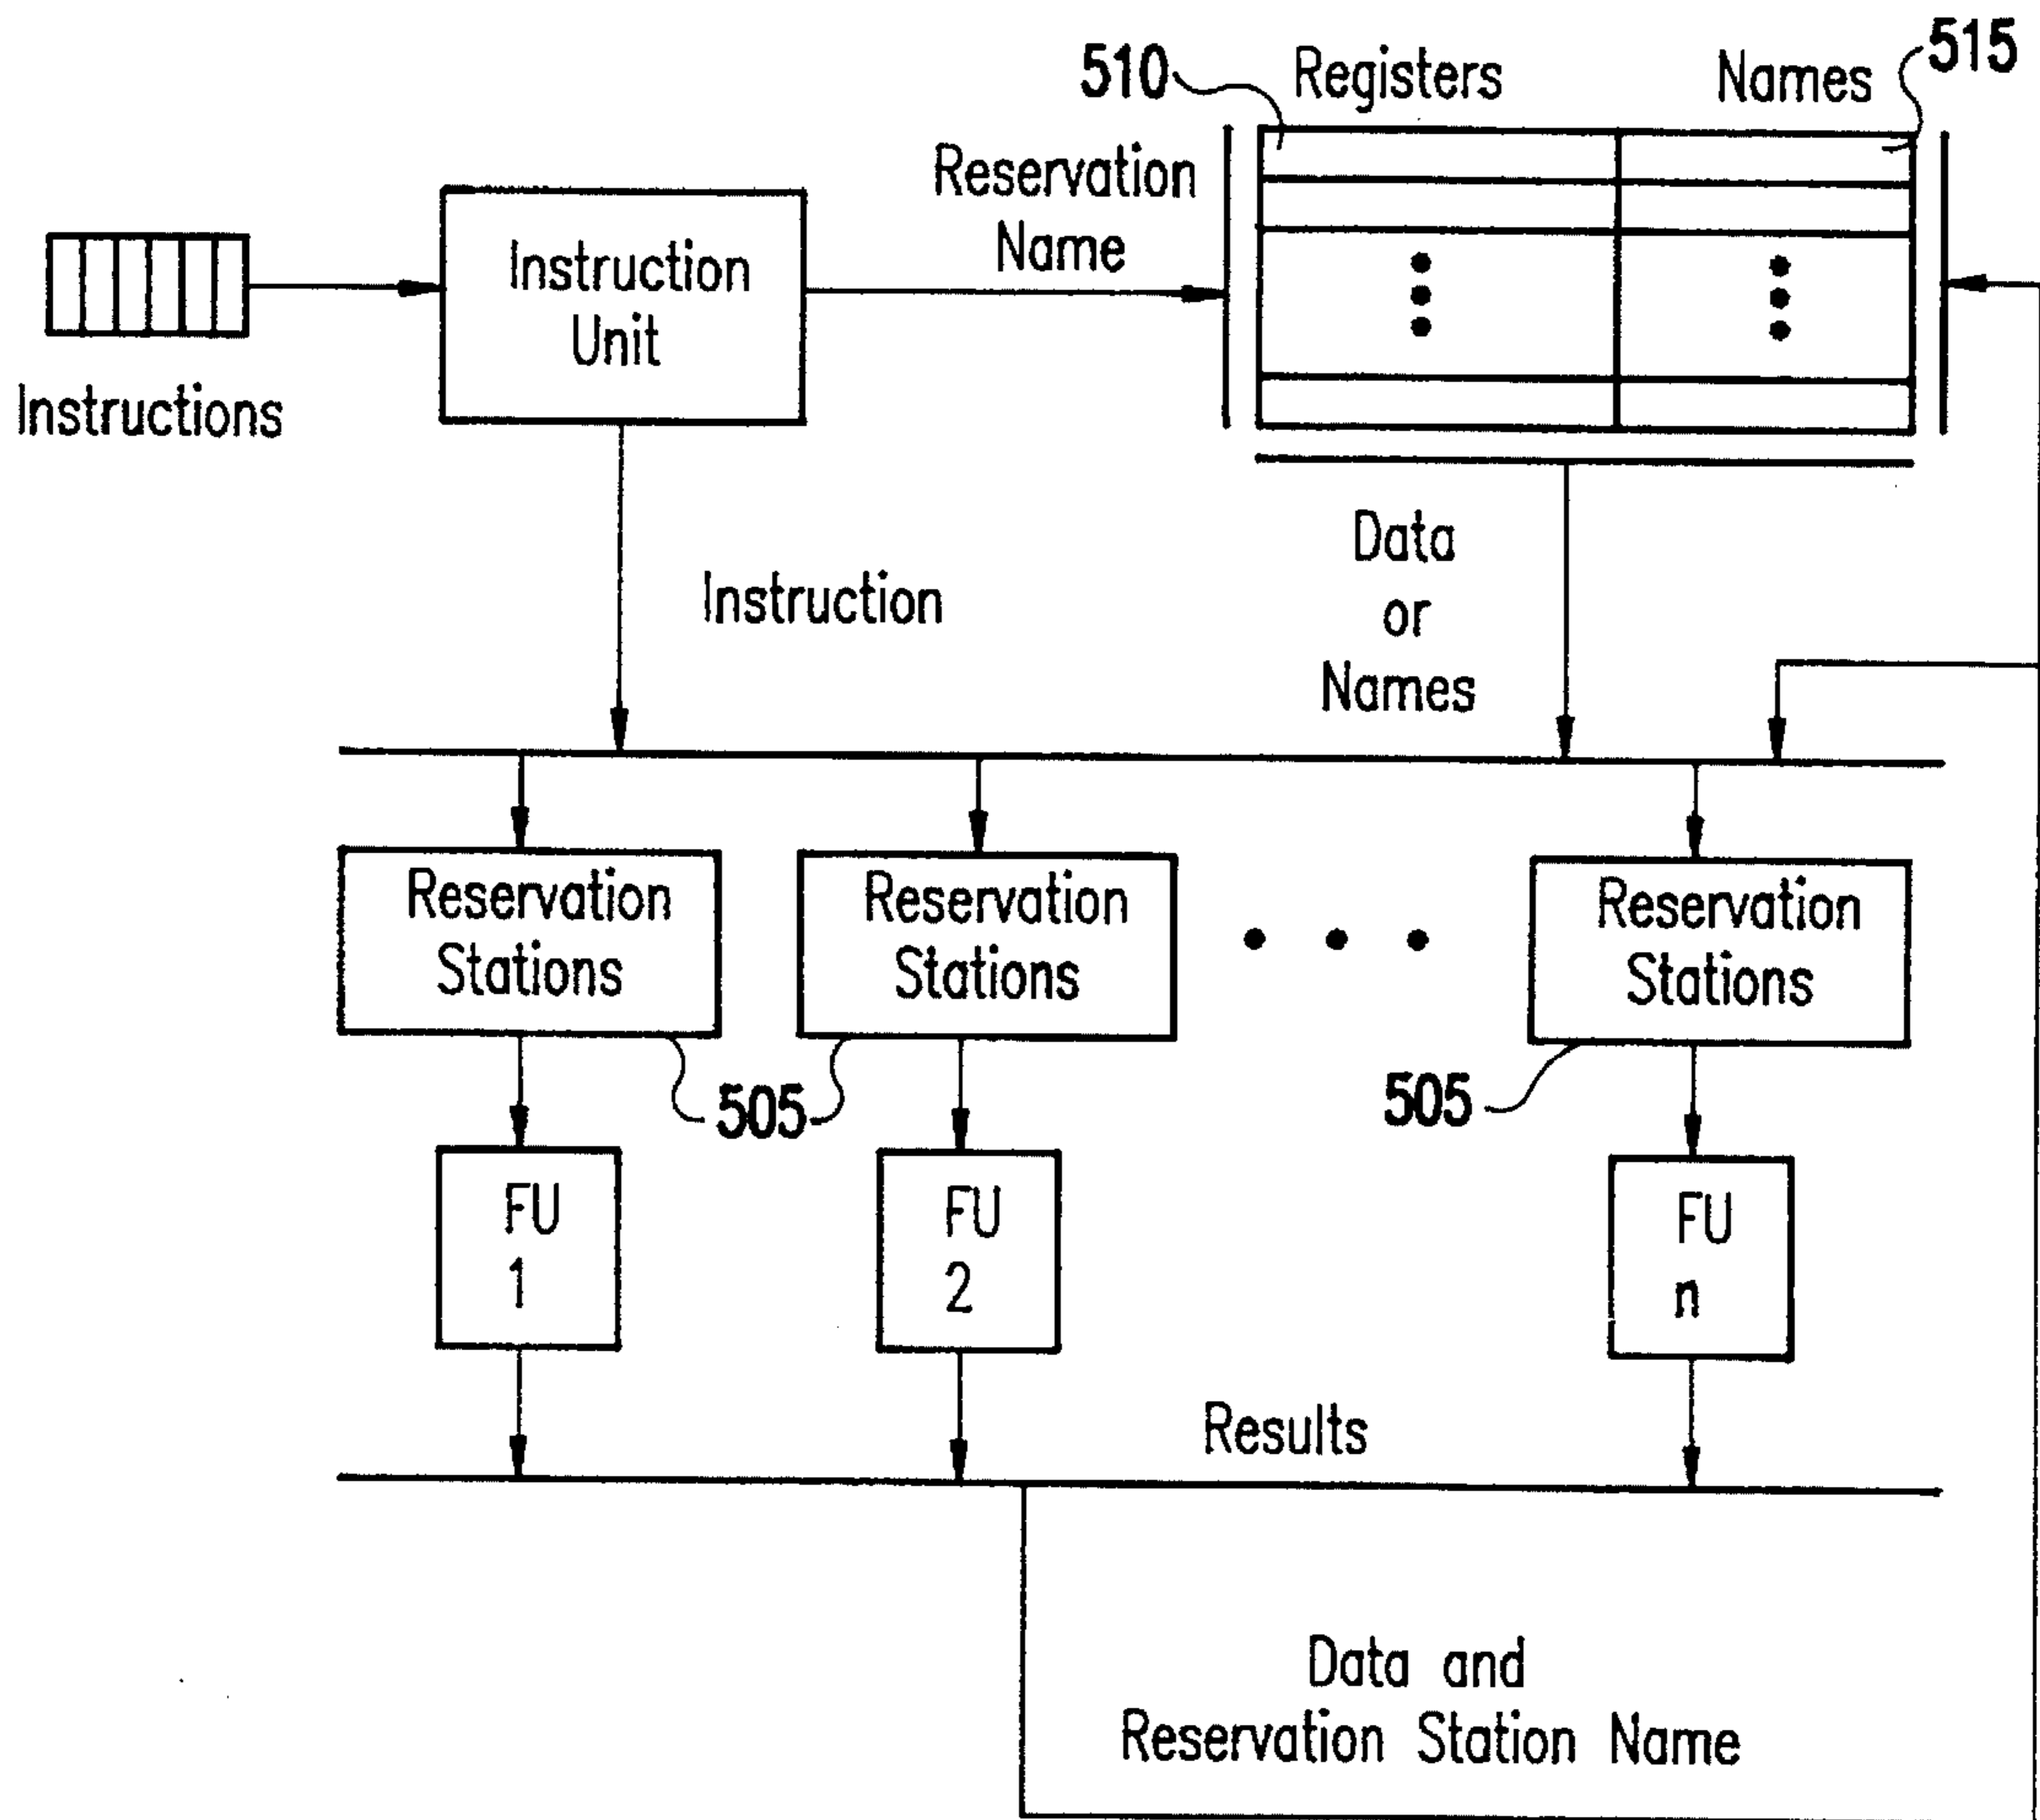 510
Registers
Names
515
Reservation
Name
Instruction
Unit
Instructions
Instruction
Data
or
Names
Reservation
Stations
Reservation
Stations
Reservation
Stations
505
505
FU
1
FU
2
FU
n
Results
Data and
Reservation Station Name